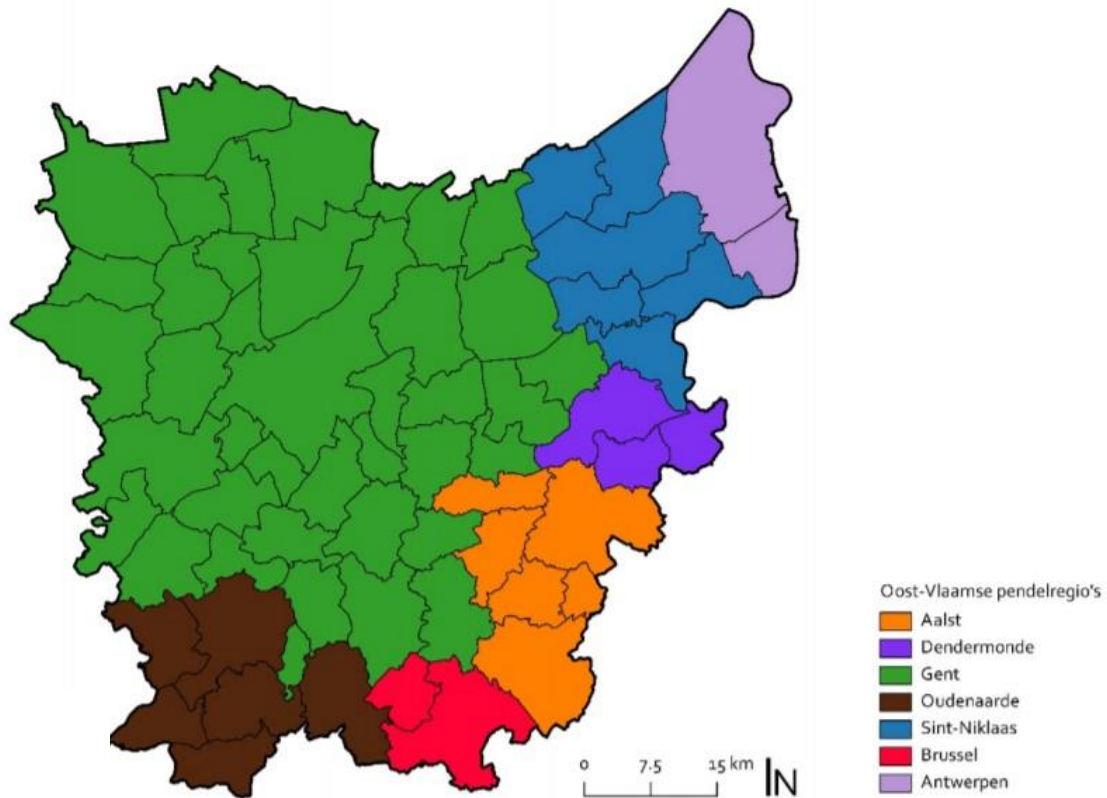 Oost-Vlaamse pendelregio's
Aalst
Dendermonde
Gent
Oudenaarde
Sint-Niklaas
Brussel
Antwerpen
0 7.5 15 km
N